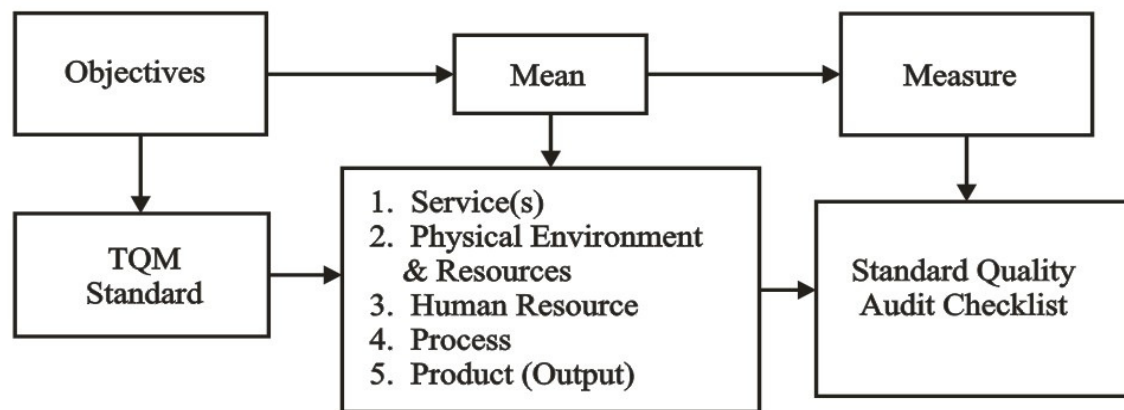 Objectives
Mean
Measure
TQM
Standard
1. Service(s)
2. Physical Environment
& Resources
3. Human Resource
4. Process
5. Product (Output)
Standard Quality
Audit Checklist